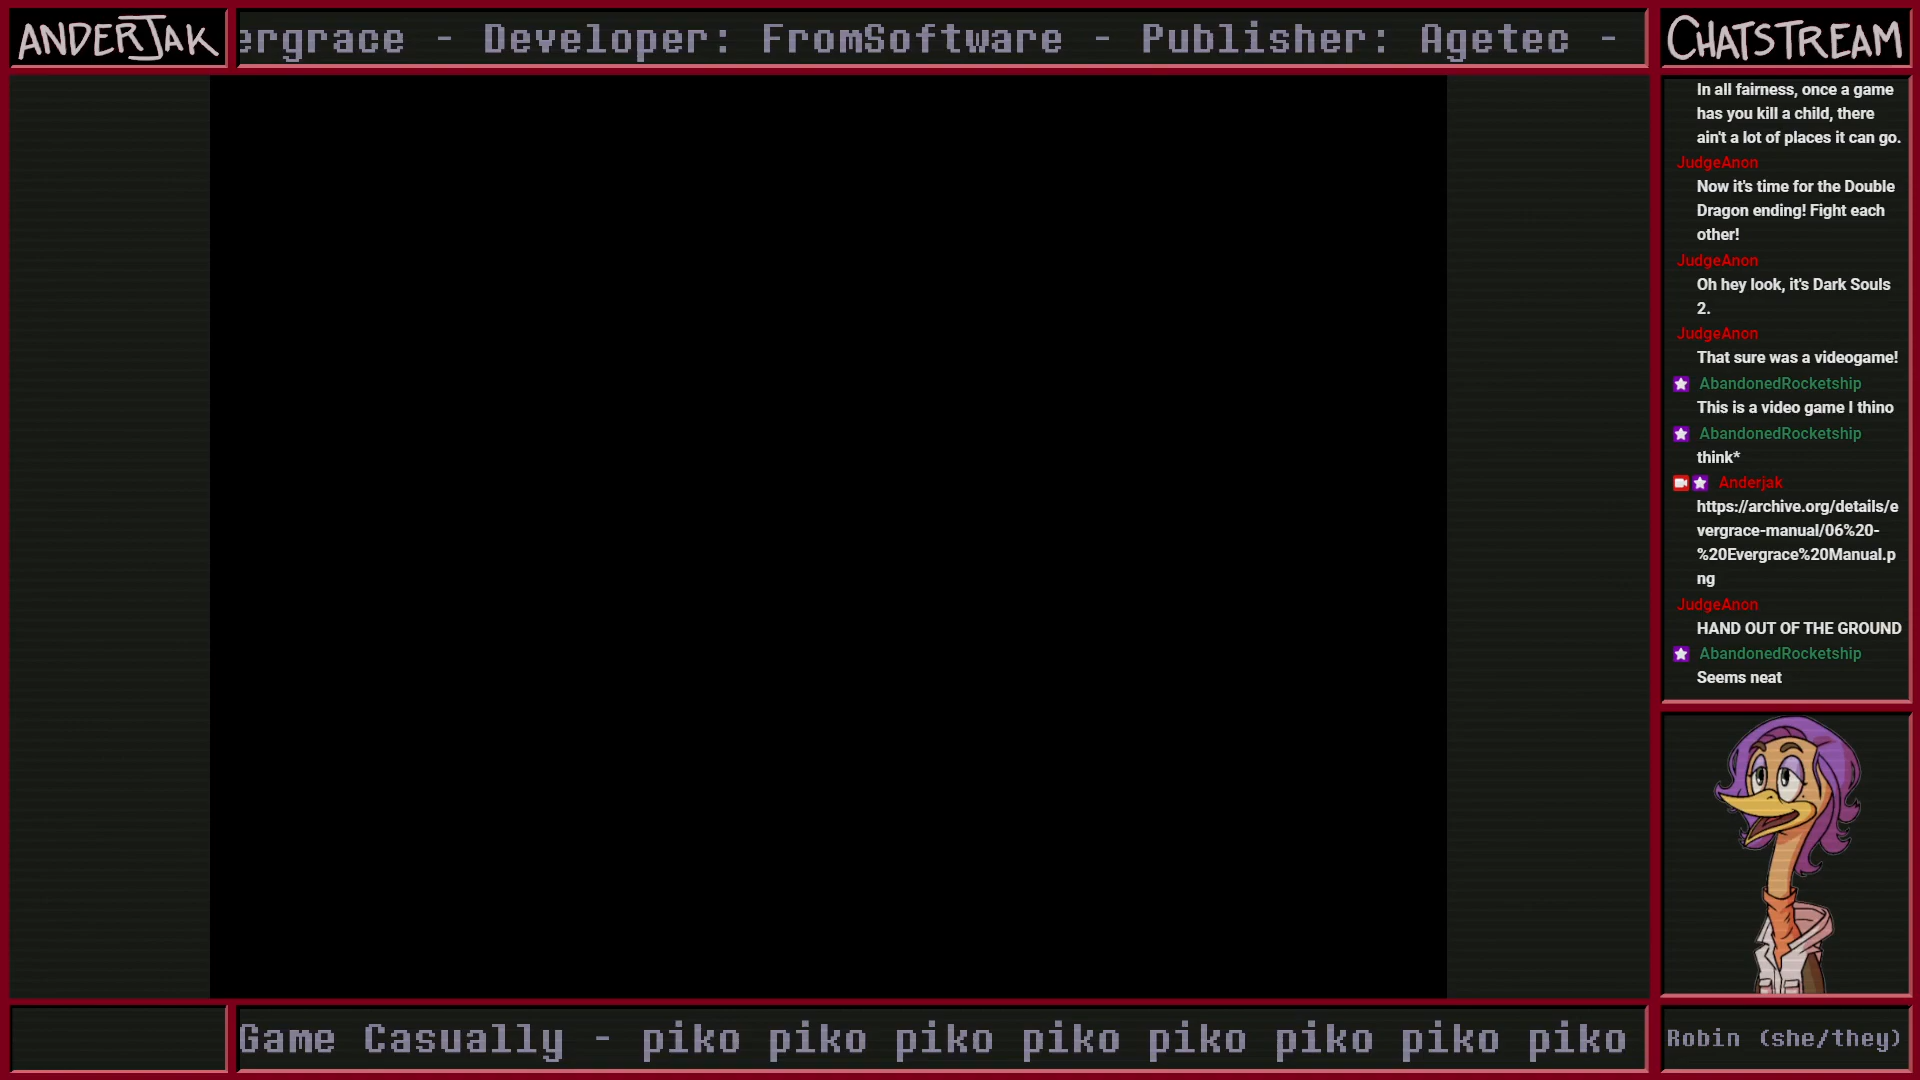 ANDERJAK
ergrace - Developer: FromSoftware - Publisher: Agetec -
CHATSTREAM
In all fairness, once a game
has you kill a child, there
ain't a lot of places it can go.
JudgeAnon
Now it's time for the Double
Dragon ending! Fight each
other!
JudgeAnon
Oh hey look, it's Dark Souls
2.
JudgeAnon
That sure was a videogame!
AbandonedRocketship
This is a video game I thino
AbandonedRocketship
think*
Anderjak
https://archive.org/details/e
vergrace-manual/06%20-
%20Evergrace%20Manual.p
ng
JudgeAnon
HAND OUT OF THE GROUND
AbandonedRocketship
Seems neat
Game Casually - piko piko piko piko piko piko piko piko
Robin (she/they)